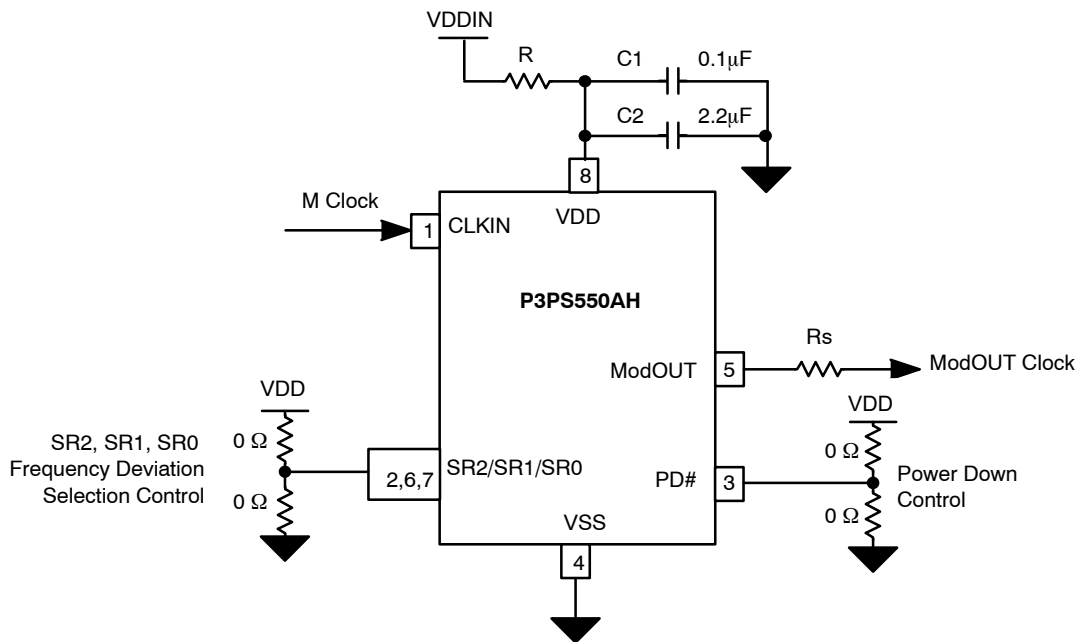 VDDIN
R
C1
0.1μF
C2
2.2μF
8
VDD
M Clock
1
CLKIN
P3PS550AH
Rs
ModOUT
5
ModOUT Clock
VDD
VDD
SR2, SR1, SR0
Frequency Deviation
Selection Control
0 Ω
0 Ω
2,6,7
SR2/SR1/SR0
PD#
3
0 Ω
0 Ω
Power Down
Control
VSS
4